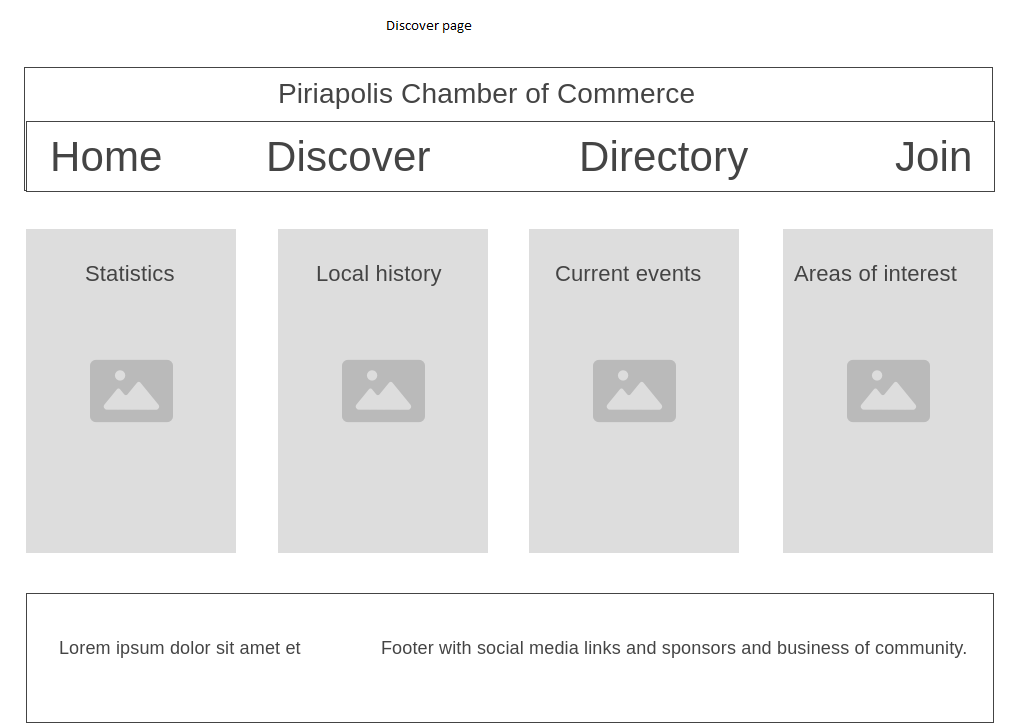 Discover page
Piriapolis Chamber of Commerce
Home Discover Directory Join
Statistics Local history Current events Areas of interest
Lorem ipsum dolor sit amet et Footer with social media links and sponsors and business of community.